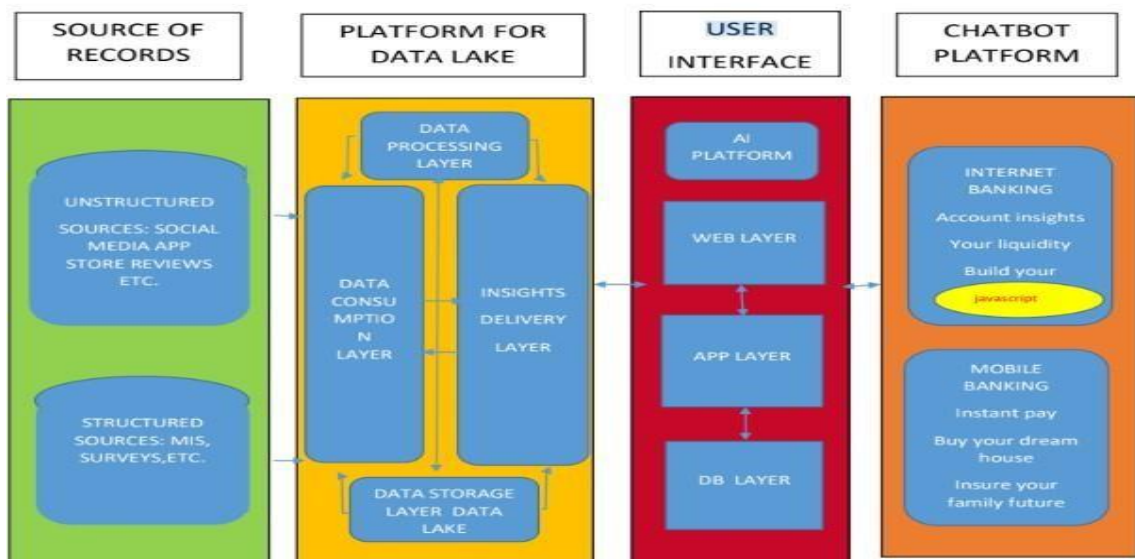 SOURCE OF
RECORDS
PLATFORM FOR
DATA LAKE
USER
INTERFACE
CHATBOT
PLATFORM
UNSTRUCTURED
SOURCES: SOCIAL
MEDIA APP
STORE REVIEWS
ETC.
STRUCTURED
SOURCES: MIS,
SURVEYS,ETC.
DATA
PROCESSING
LAYER
DATA
CONSU
MPTIO
N
LAYER
INSIGHTS
DELIVERY
LAYER
DATA STORAGE
LAYER DATA
LAKE
AI
PLATFORM
WEB LAYER
APP LAYER
DB LAYER
INTERNET
BANKING
Account insights
Your liquidity
Build your
javascript
MOBILE
BANKING
Instant pay
Buy your dream
house
Insure your
family future